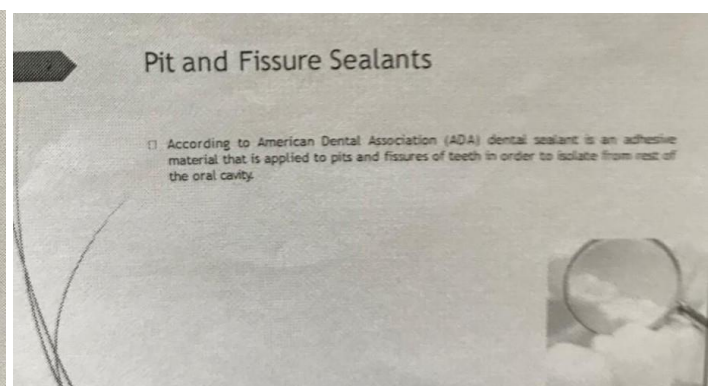 Pit and Fissure Sealants
According to American Dental Association (ADA) dental sealant is an adhesive
material that is applied to pits and fissures of teeth in order to isolate from rest of
the oral cavity.